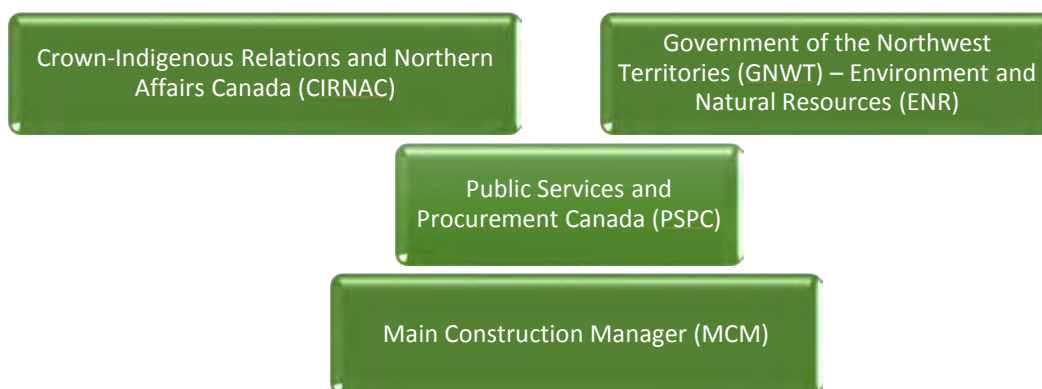 Crown-Indigenous Relations and Northern
Affairs Canada (CIRNAC)
Government of the Northwest
Territories (GNWT) – Environment and
Natural Resources (ENR)
Public Services and
Procurement Canada (PSPC)
Main Construction Manager (MCM)